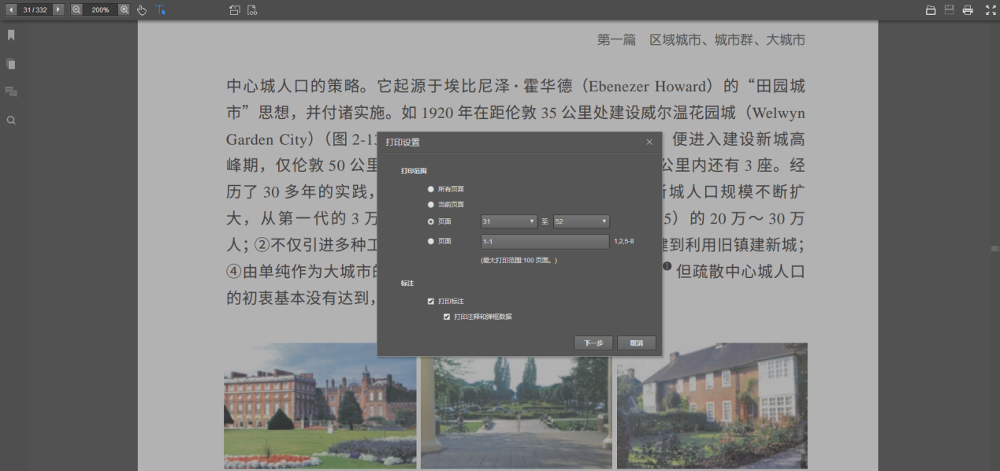 31 / 332
200%
第一篇 区域城市、城市群、大城市
中心城人口的策略。它起源于埃比尼泽·霍华德（Ebenezer Howard）的“田园城
市”思想，并付诸实施。如 1920 年在距伦敦 35 公里处建设威尔温花园城（Welwyn
Garden City）（图 2-1
便进入建设新城高
峰期，仅伦敦 50 公里
公里内还有 3 座。经
历了 30 多年的实践，
新城人口规模不断扩
大，从第一代的 3 万
5）的 20 万～ 30 万
人；②不仅引进多种工
建到利用旧镇建新城；
④由单纯作为大城市的
❶ 但疏散中心城人口
的初衷基本没有达到，
打印设置
打印范围
所有页面
当前页面
页面 31 至: 52
页面 1-1 1,2,5-8
(最大打印范围:100 页面。)
标注
打印标注
打印注释和弹框数据
下一步 取消